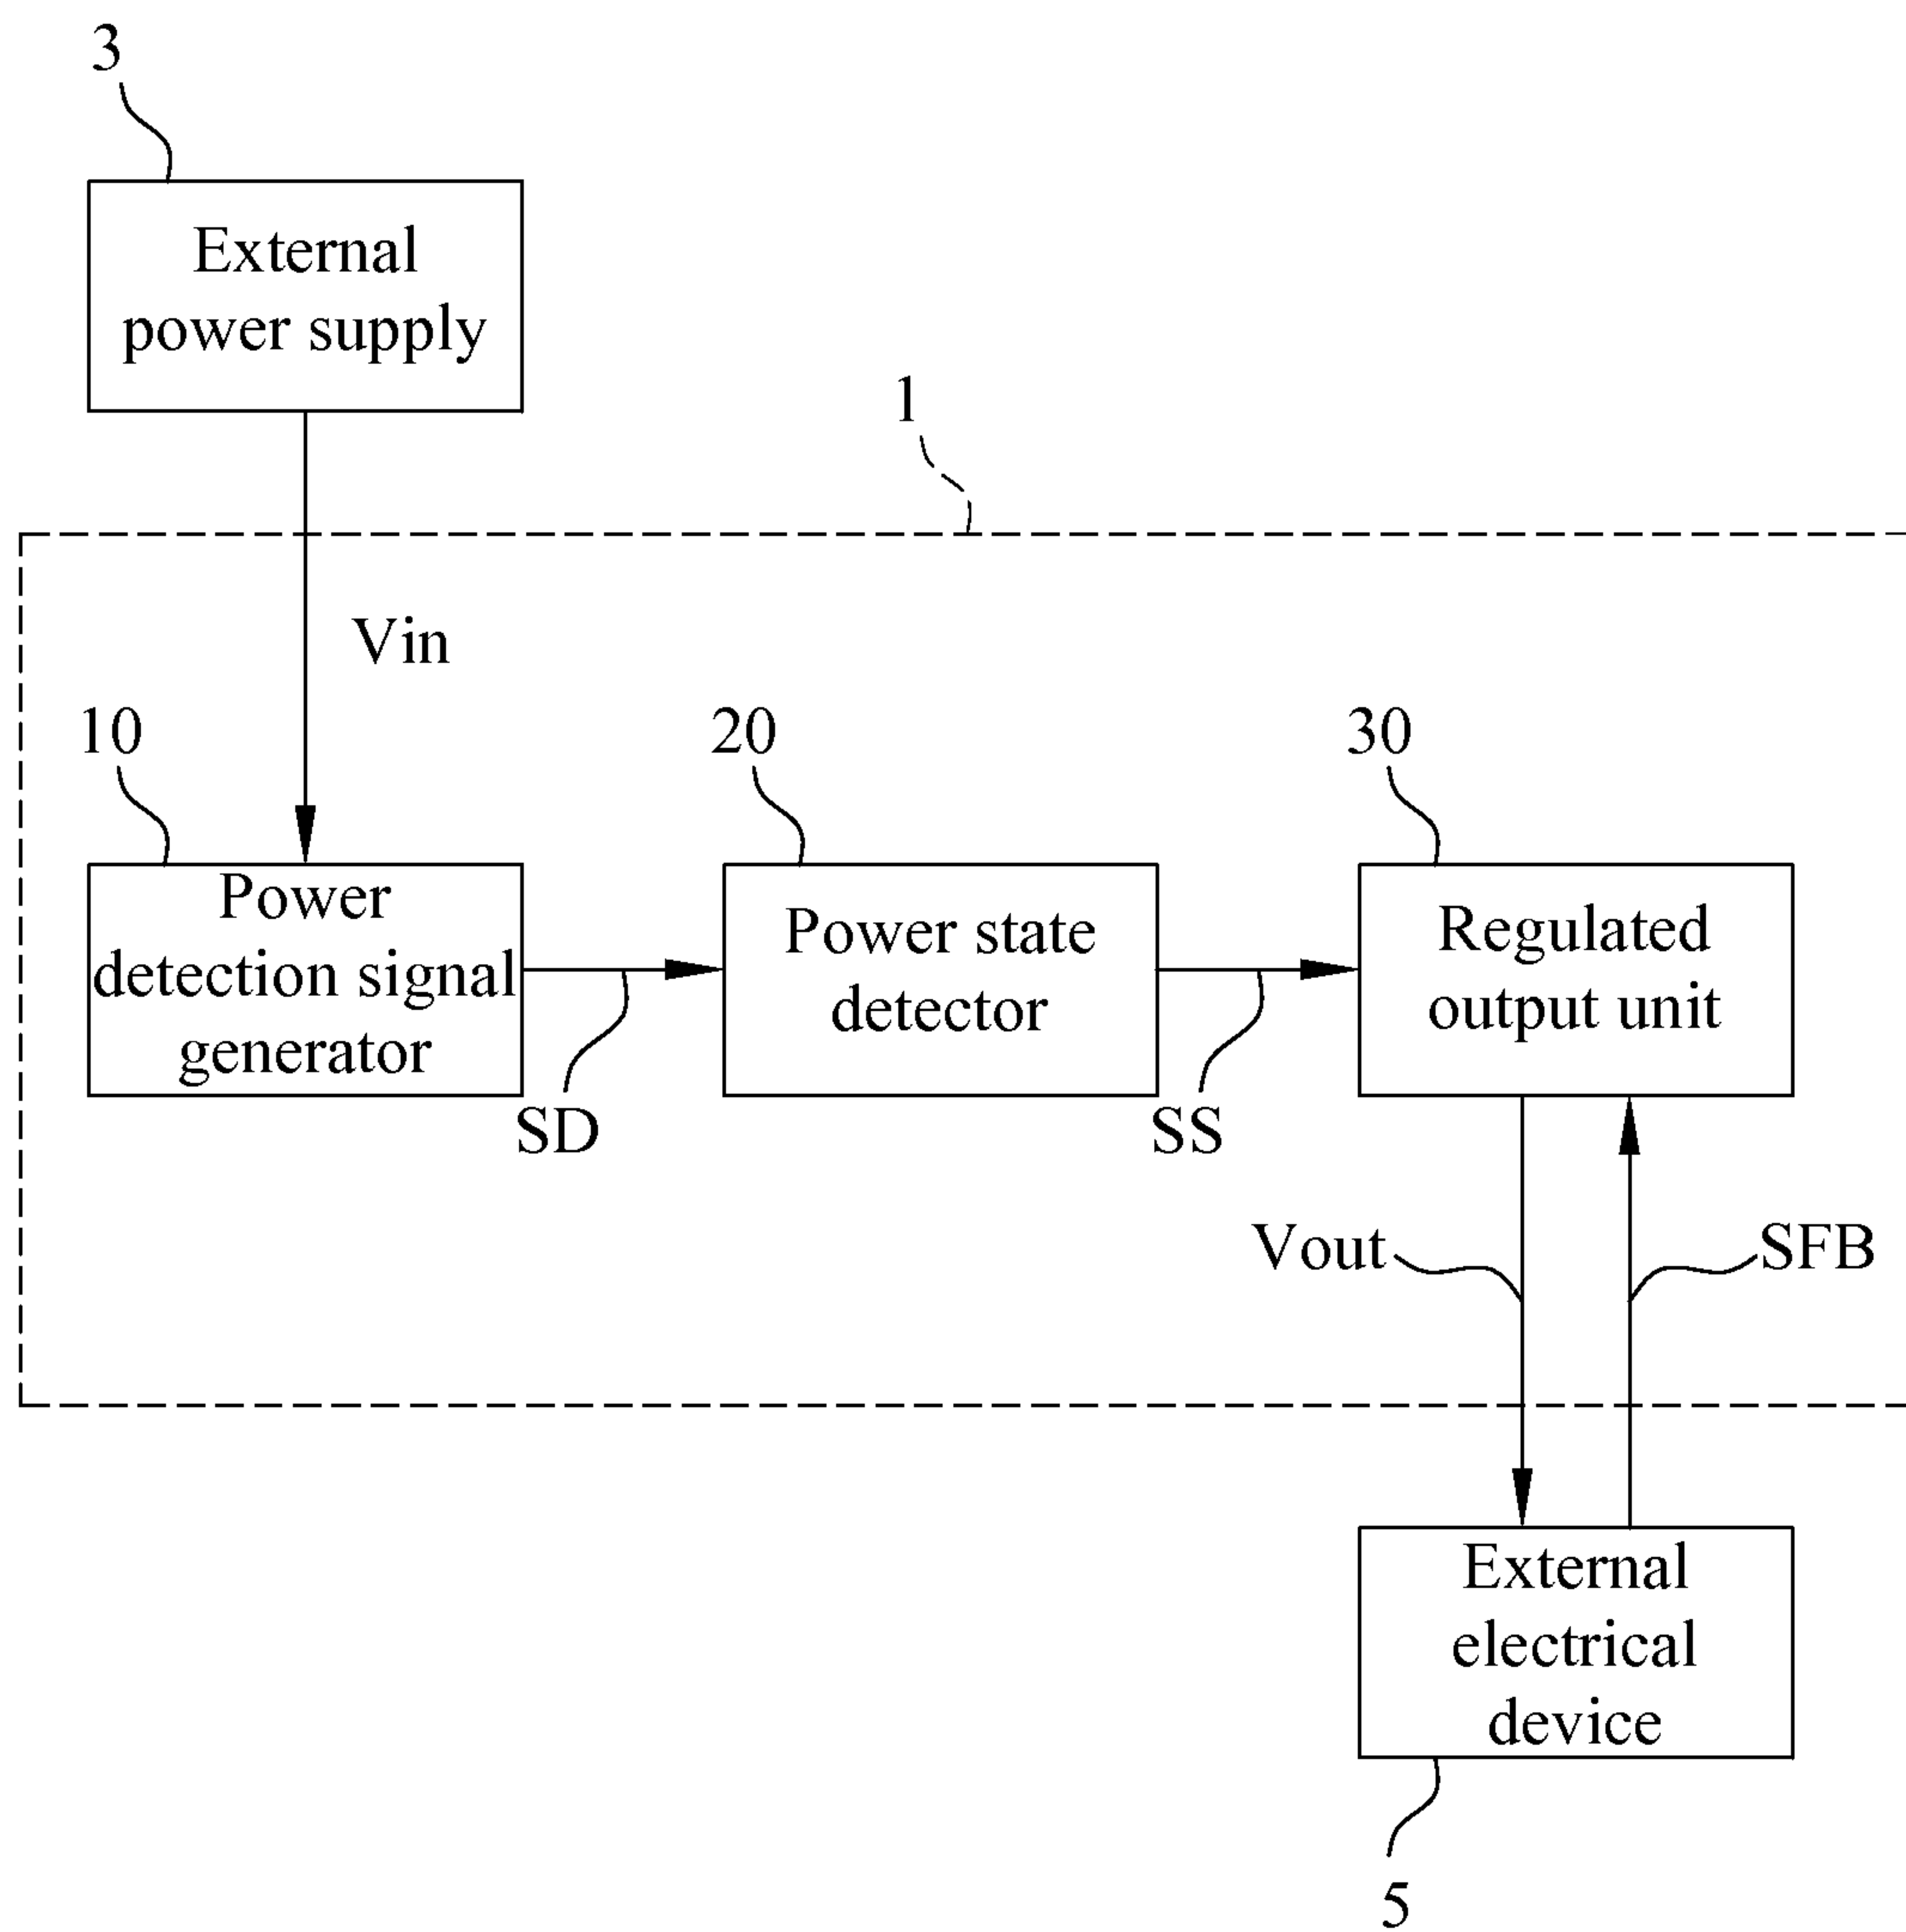 3
External
power supply
1
Vin
10
20
30
Power
detection signal
generator
Power state
detector
Regulated
output unit
SD
SS
Vout
SFB
External
electrical
device
5